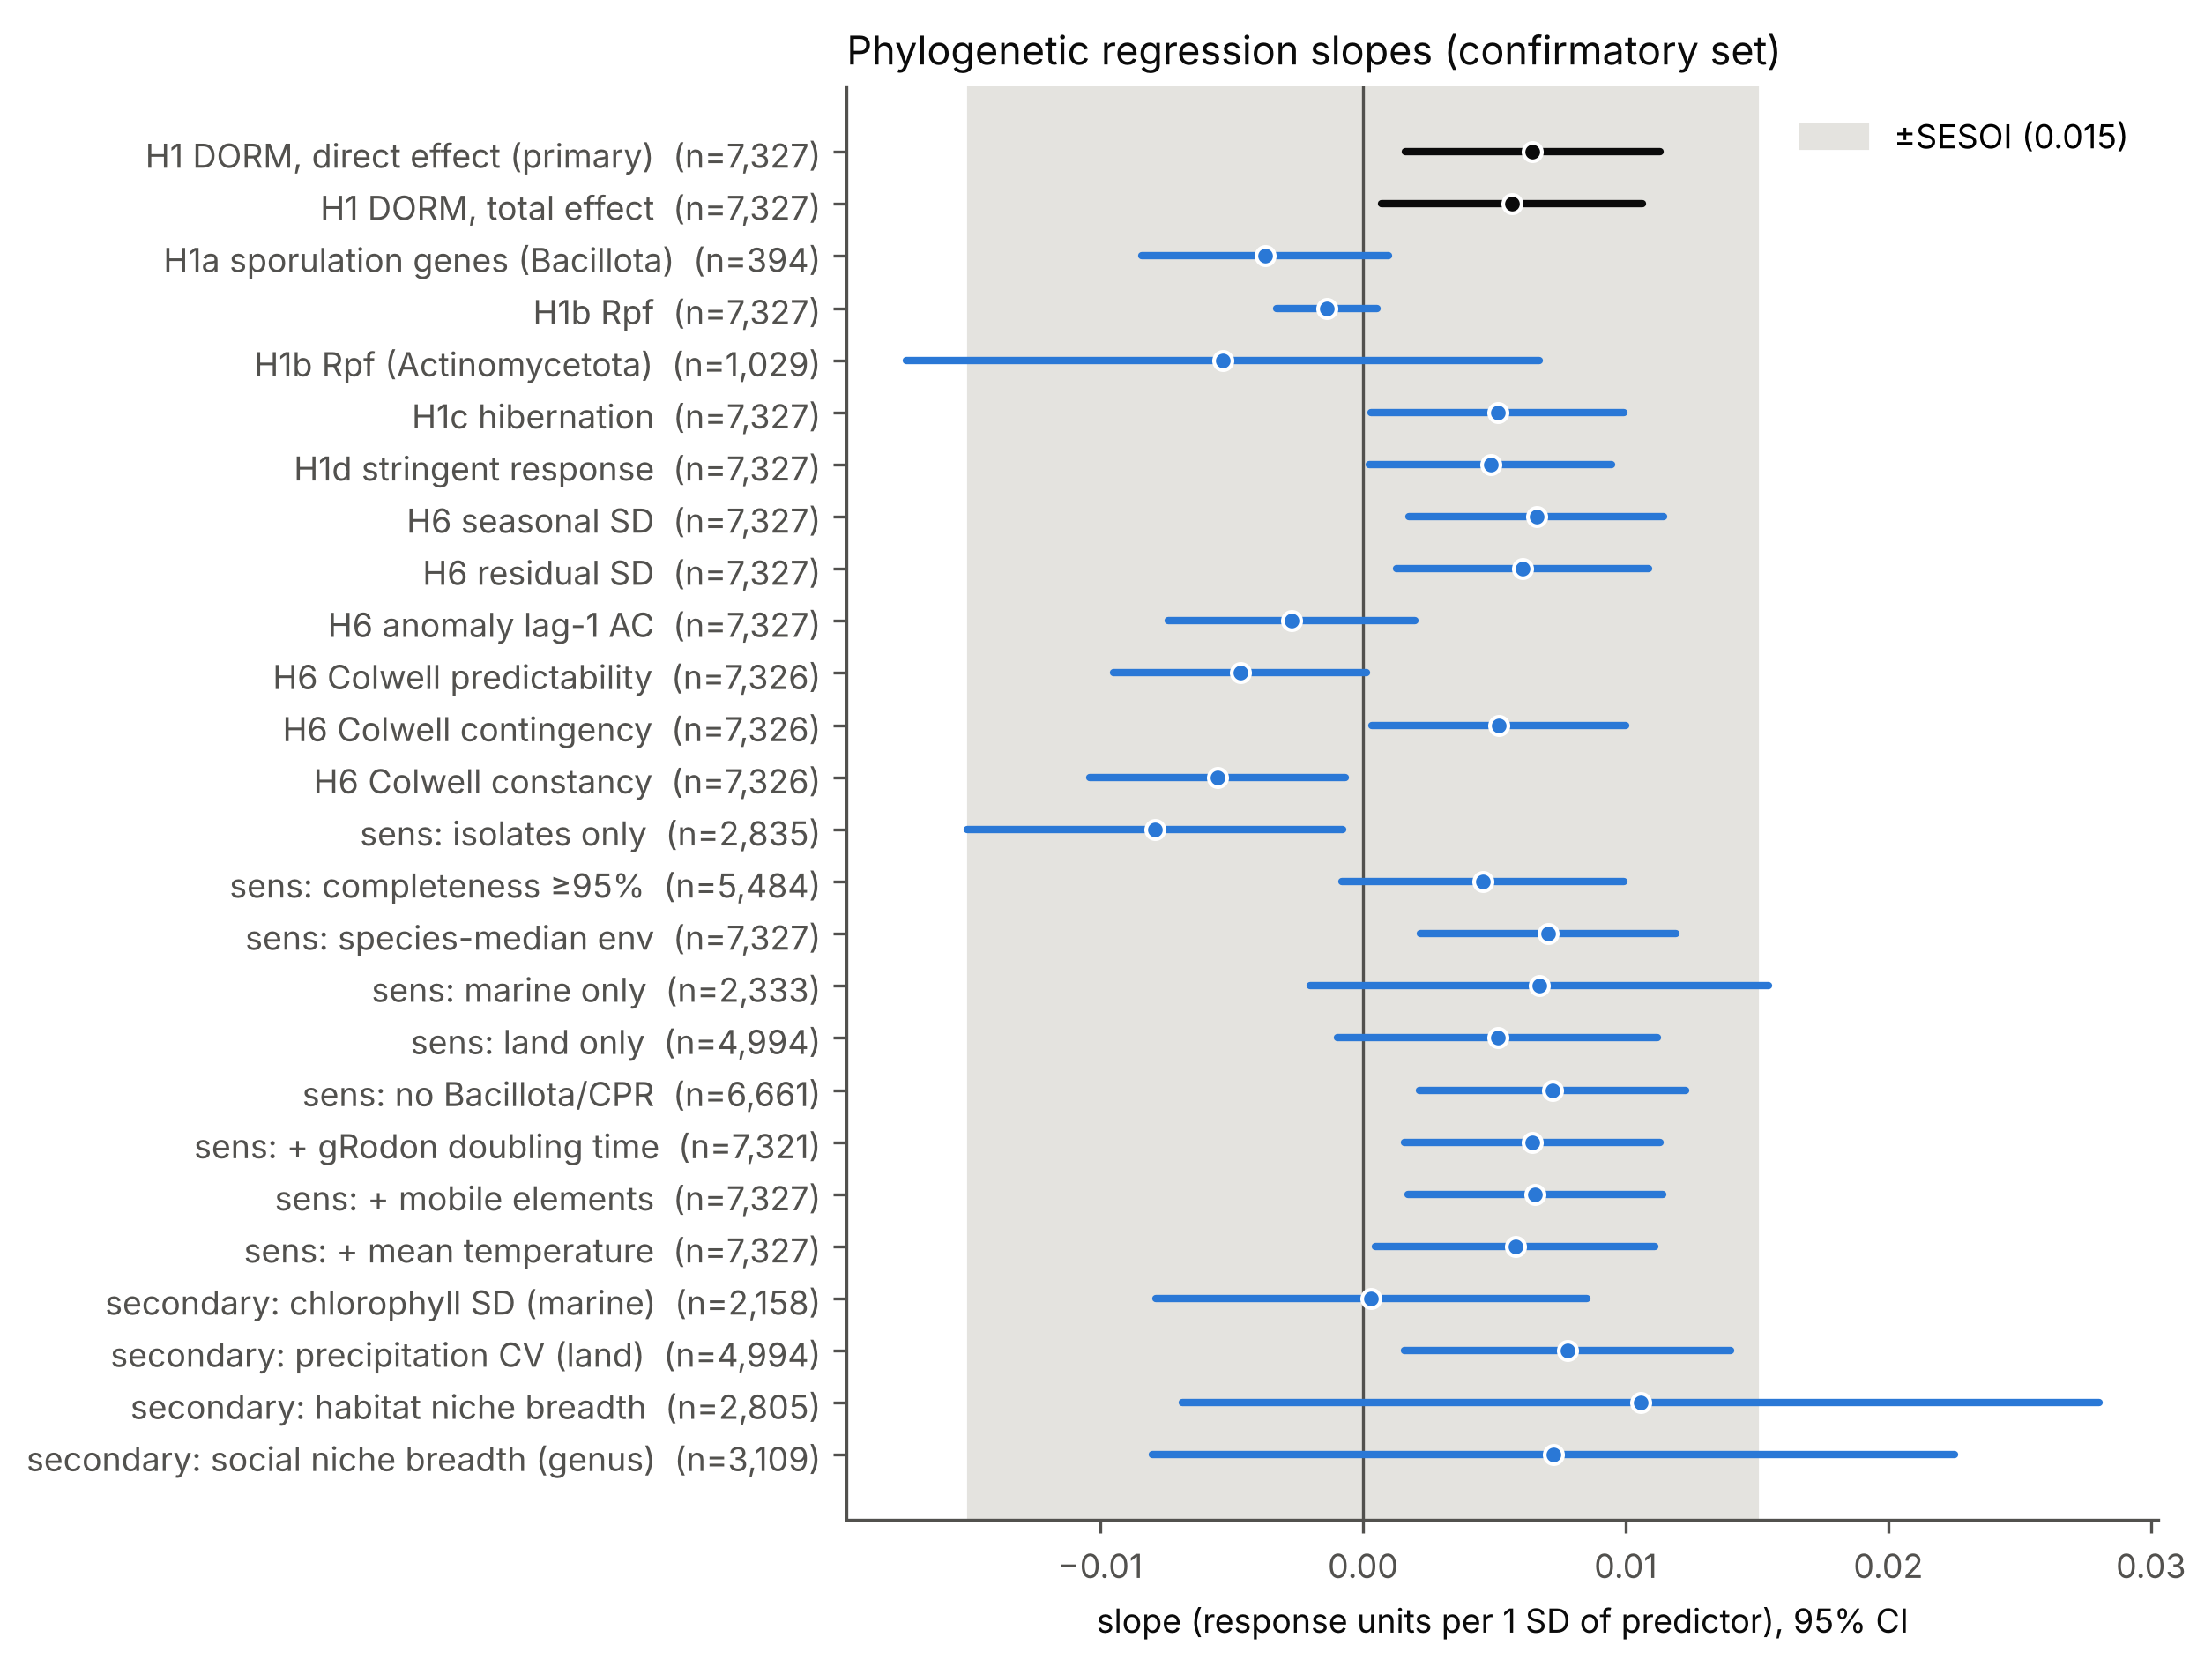 Phylogenetic regression slopes (confirmatory set)
±SESOI (0.015)
H1 DORM, direct effect (primary) (n=7,327)
H1 DORM, total effect (n=7,327)
H1a sporulation genes (Bacillota) (n=394)
H1b Rpf (n=7,327)
H1b Rpf (Actinomycetota) (n=1,029)
H1c hibernation (n=7,327)
H1d stringent response (n=7,327)
H6 seasonal SD (n=7,327)
H6 residual SD (n=7,327)
H6 anomaly lag-1 AC (n=7,327)
H6 Colwell predictability (n=7,326)
H6 Colwell contingency (n=7,326)
H6 Colwell constancy (n=7,326)
sens: isolates only (n=2,835)
sens: completeness ≥95% (n=5,484)
sens: species-median env (n=7,327)
sens: marine only (n=2,333)
sens: land only (n=4,994)
sens: no Bacillota/CPR (n=6,661)
sens: + gRodon doubling time (n=7,321)
sens: + mobile elements (n=7,327)
sens: + mean temperature (n=7,327)
secondary: chlorophyll SD (marine) (n=2,158)
secondary: precipitation CV (land) (n=4,994)
secondary: habitat niche breadth (n=2,805)
secondary: social niche breadth (genus) (n=3,109)
−0.01 0.00 0.01 0.02 0.03
slope (response units per 1 SD of predictor), 95% CI